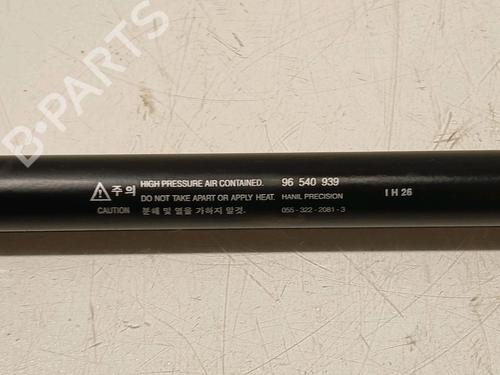 B-PARTS
⚠주의 HIGH PRESSURE AIR CONTAINED. 96 540 939 I H 26
DO NOT TAKE APART OR APPLY HEAT. HANIL PRECISION
CAUTION 분해 및 열을 가하지 말것. 055-322-2081-3